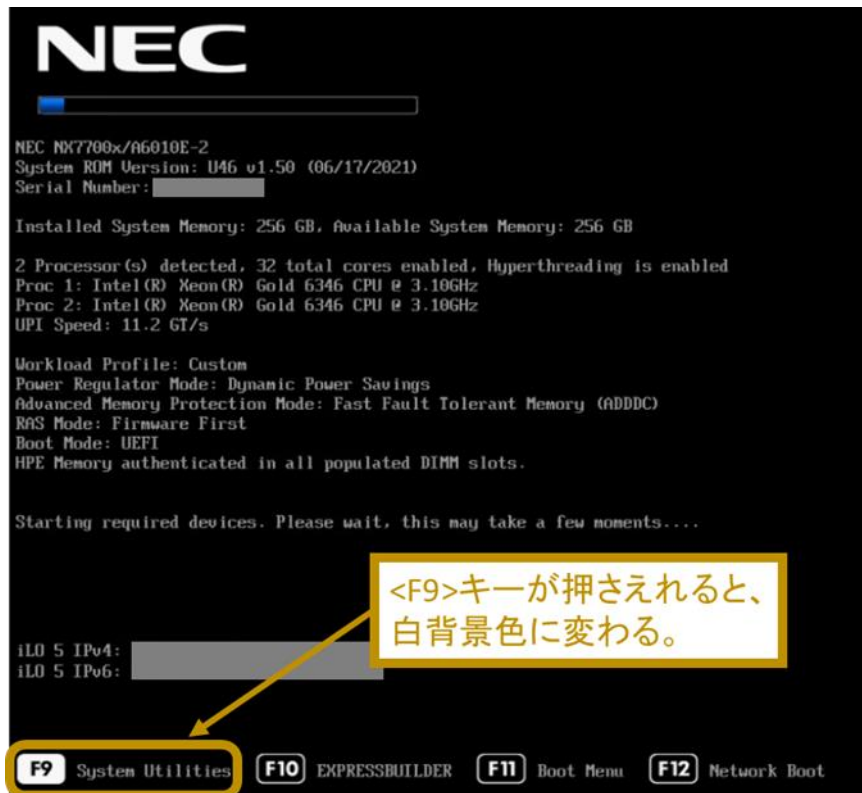 NEC
NEC NX7700x/A6010E-2
System ROM Version: U46 v1.50 (06/17/2021)
Serial Number:
Installed System Memory: 256 GB, Available System Memory: 256 GB
2 Processor(s) detected, 32 total cores enabled, Hyperthreading is enabled
Proc 1: Intel(R) Xeon(R) Gold 6346 CPU @ 3.10GHz
Proc 2: Intel(R) Xeon(R) Gold 6346 CPU @ 3.10GHz
UPI Speed: 11.2 GT/s
Workload Profile: Custom
Power Regulator Mode: Dynamic Power Savings
Advanced Memory Protection Mode: Fast Fault Tolerant Memory (ADDDC)
RAS Mode: Firmware First
Boot Mode: UEFI
HPE Memory authenticated in all populated DIMM slots.
Starting required devices. Please wait, this may take a few moments....
<F9>キーが押さえれると、
白背景色に変わる。
iLO 5 IPv4:
iLO 5 IPv6:
F9 System Utilities F10 EXPRESSBUILDER F11 Boot Menu F12 Network Boot